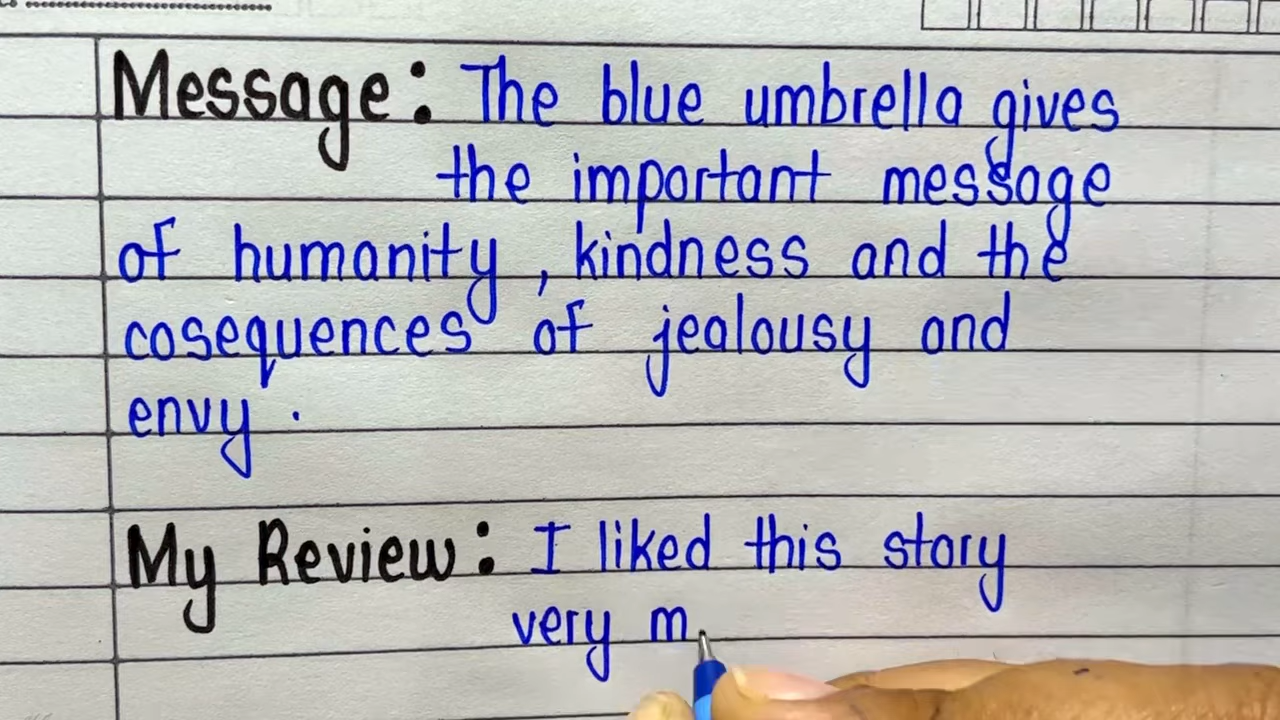 Message: The blue umbrella gives
the important message
of humanity, kindness and the
cosequences of jealousy and
envy.
My Review: I liked this story
very m